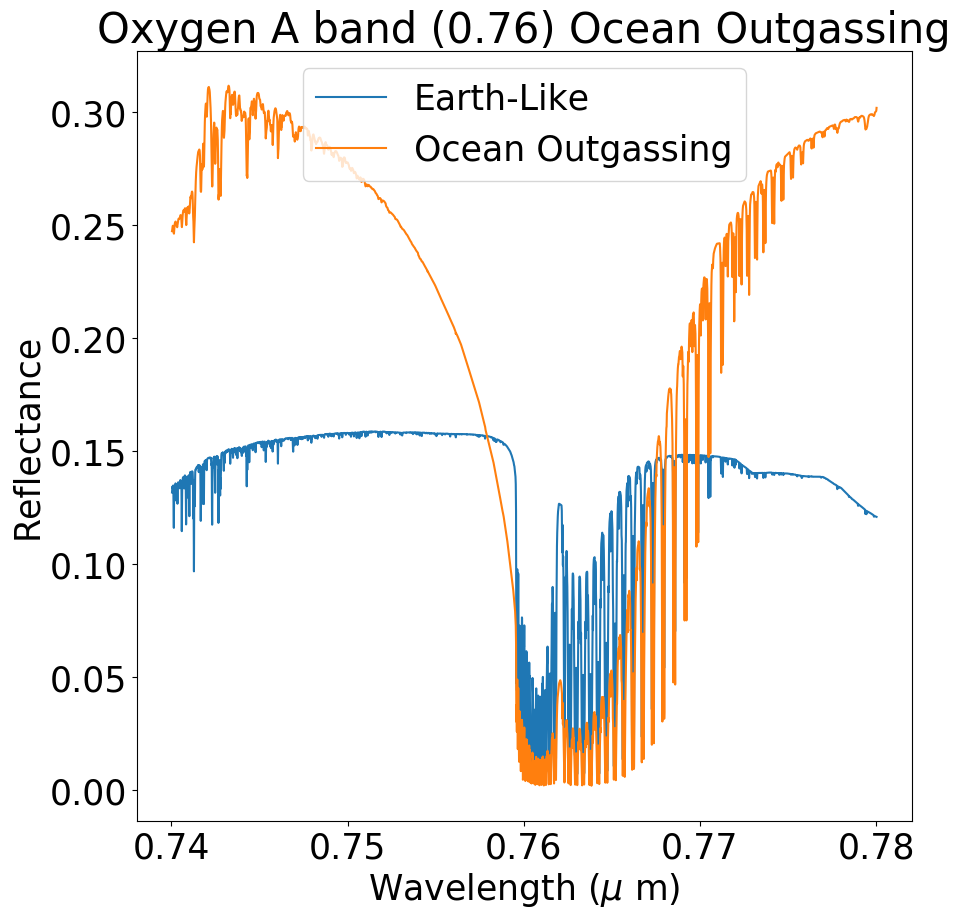 Oxygen A band (0.76) Ocean Outgassing
Earth-Like
Ocean Outgassing
Reflectance
0.30
0.25
0.20
0.15
0.10
0.05
0.00
0.74 0.75 0.76 0.77 0.78
Wavelength (μ m)